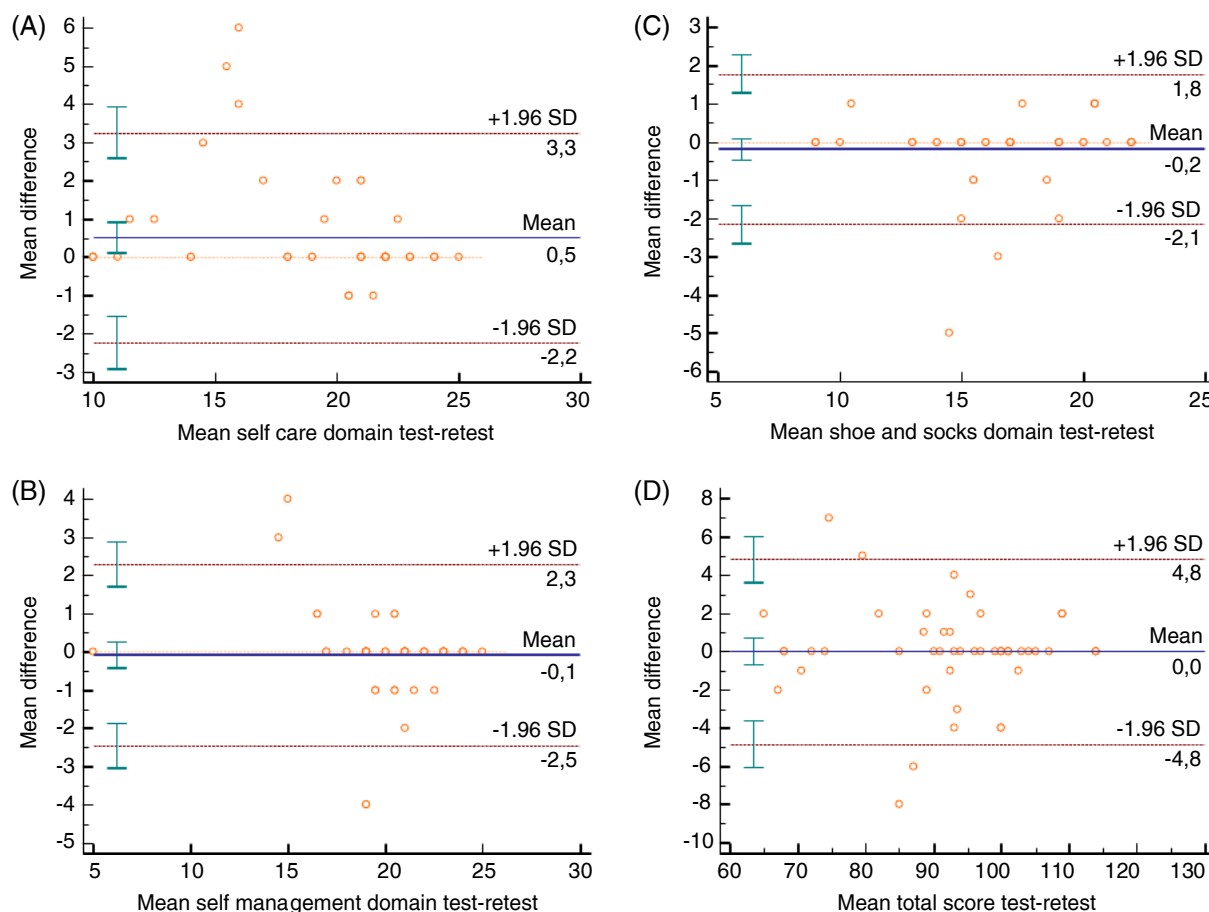 (A)
6
5
4
3
2
1
0
-1
-2
-3
Mean difference
+1.96 SD
3,3
Mean
0,5
-1.96 SD
-2,2
10 15 20 25 30
Mean self care domain test-retest
(C)
3
2
1
0
-1
-2
-3
-4
-5
-6
Mean difference
+1.96 SD
1,8
Mean
-0,2
-1.96 SD
-2,1
5 10 15 20 25
Mean shoe and socks domain test-retest
(B)
4
3
2
1
0
-1
-2
-3
-4
-5
Mean difference
+1.96 SD
2,3
Mean
-0,1
-1.96 SD
-2,5
5 10 15 20 25 30
Mean self management domain test-retest
(D)
8
6
4
2
0
-2
-4
-6
-8
-10
Mean difference
+1.96 SD
4,8
Mean
0,0
-1.96 SD
-4,8
60 70 80 90 100 110 120 130
Mean total score test-retest